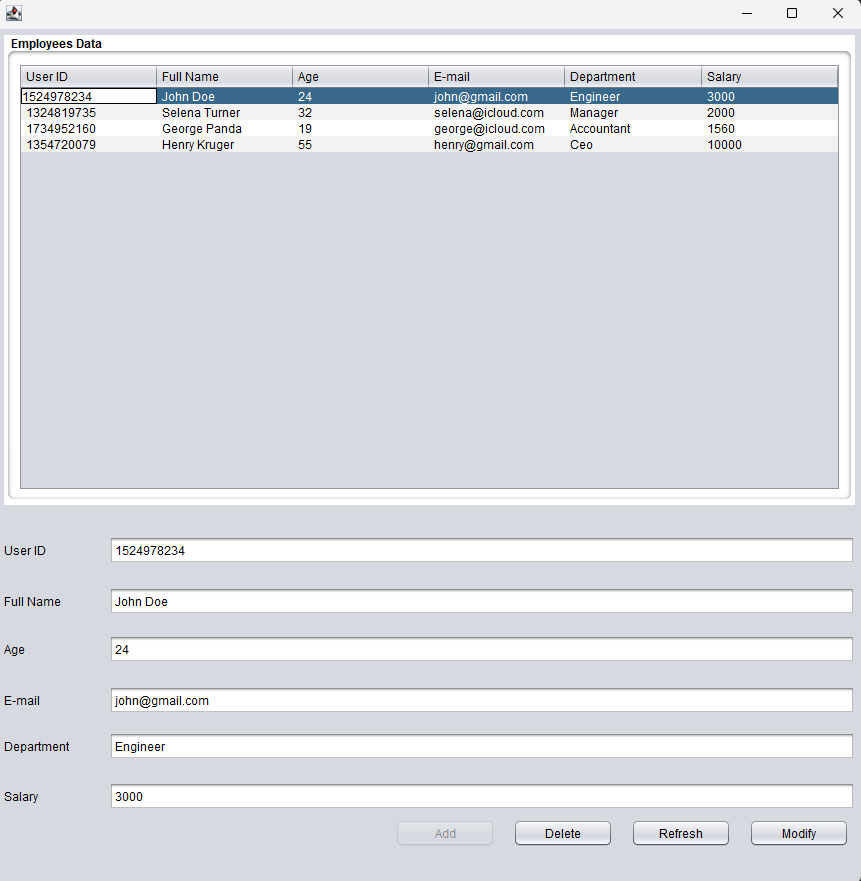 Employees Data
User ID Full Name Age E-mail Department Salary
1524978234 John Doe 24 john@gmail.com Engineer 3000
1324819735 Selena Turner 32 selena@icloud.com Manager 2000
1734952160 George Panda 19 george@icloud.com Accountant 1560
1354720079 Henry Kruger 55 henry@gmail.com Ceo 10000
User ID 1524978234
Full Name John Doe
Age 24
E-mail john@gmail.com
Department Engineer
Salary 3000
Add Delete Refresh Modify